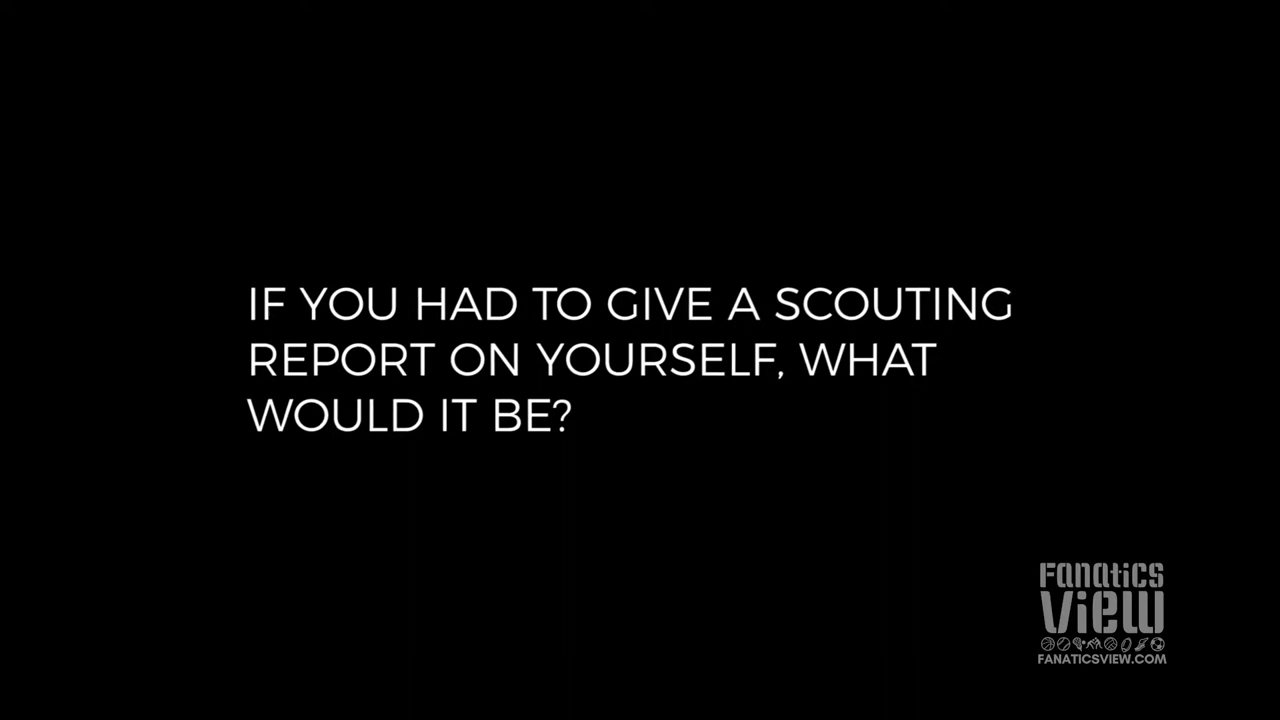 IF YOU HAD TO GIVE A SCOUTING
REPORT ON YOURSELF, WHAT
WOULD IT BE?
FANATICS
VIEW
FANATICSVIEW.COM